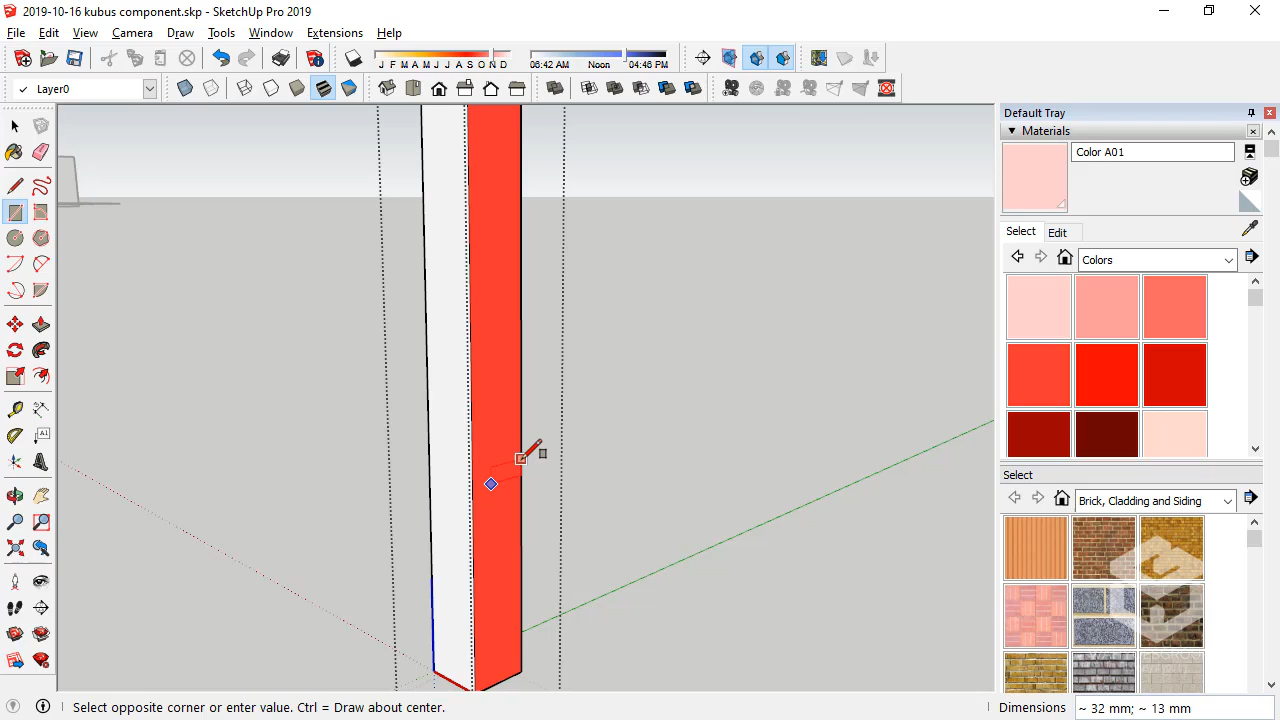 2019-10-16 kubus component.skp - SketchUp Pro 2019
File Edit View Camera Draw Tools Window Extensions Help
J F M A M J J A S O N D
06:42 AM Noon 04:46 PM
✓ Layer0
Default Tray
Materials
Color A01
Select Edit
Colors
Select
Brick, Cladding and Siding
A1
Select opposite corner or enter value. Ctrl = Draw about center.
Dimensions ~ 32 mm; ~ 13 mm